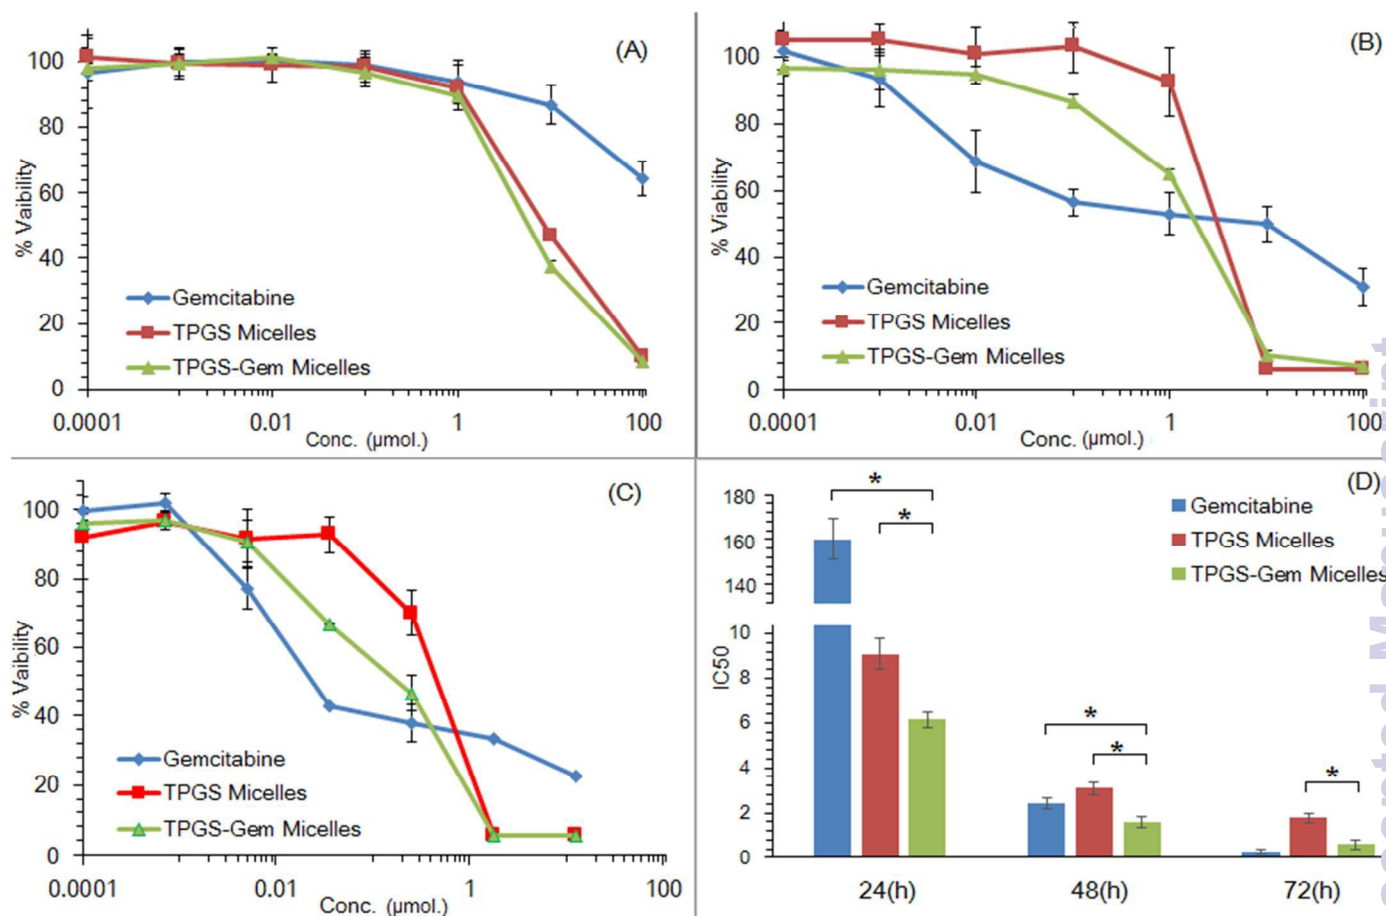 (A)
100
80
60
40
20
0
% Vaibility
Gemcitabine
TPGS Micelles
TPGS-Gem Micelles
0.0001
0.01
1
100
Conc. (µmol.)
(B)
100
80
60
40
20
0
% Viability
Gemcitabine
TPGS Micelles
TPGS-Gem Micelles
0.0001
0.01
1
100
Conc. (µmol.)
(C)
100
80
60
40
20
0
% Vaibility
Gemcitabine
TPGS Micelles
TPGS-Gem Micelles
0.0001
0.01
1
100
Conc. (µmol.)
(D)
180
160
140
10
8
6
4
2
0
IC50
Gemcitabine
TPGS Micelles
TPGS-Gem Micelles
*
*
*
*
*
24(h)
48(h)
72(h)
Accepted Manuscript